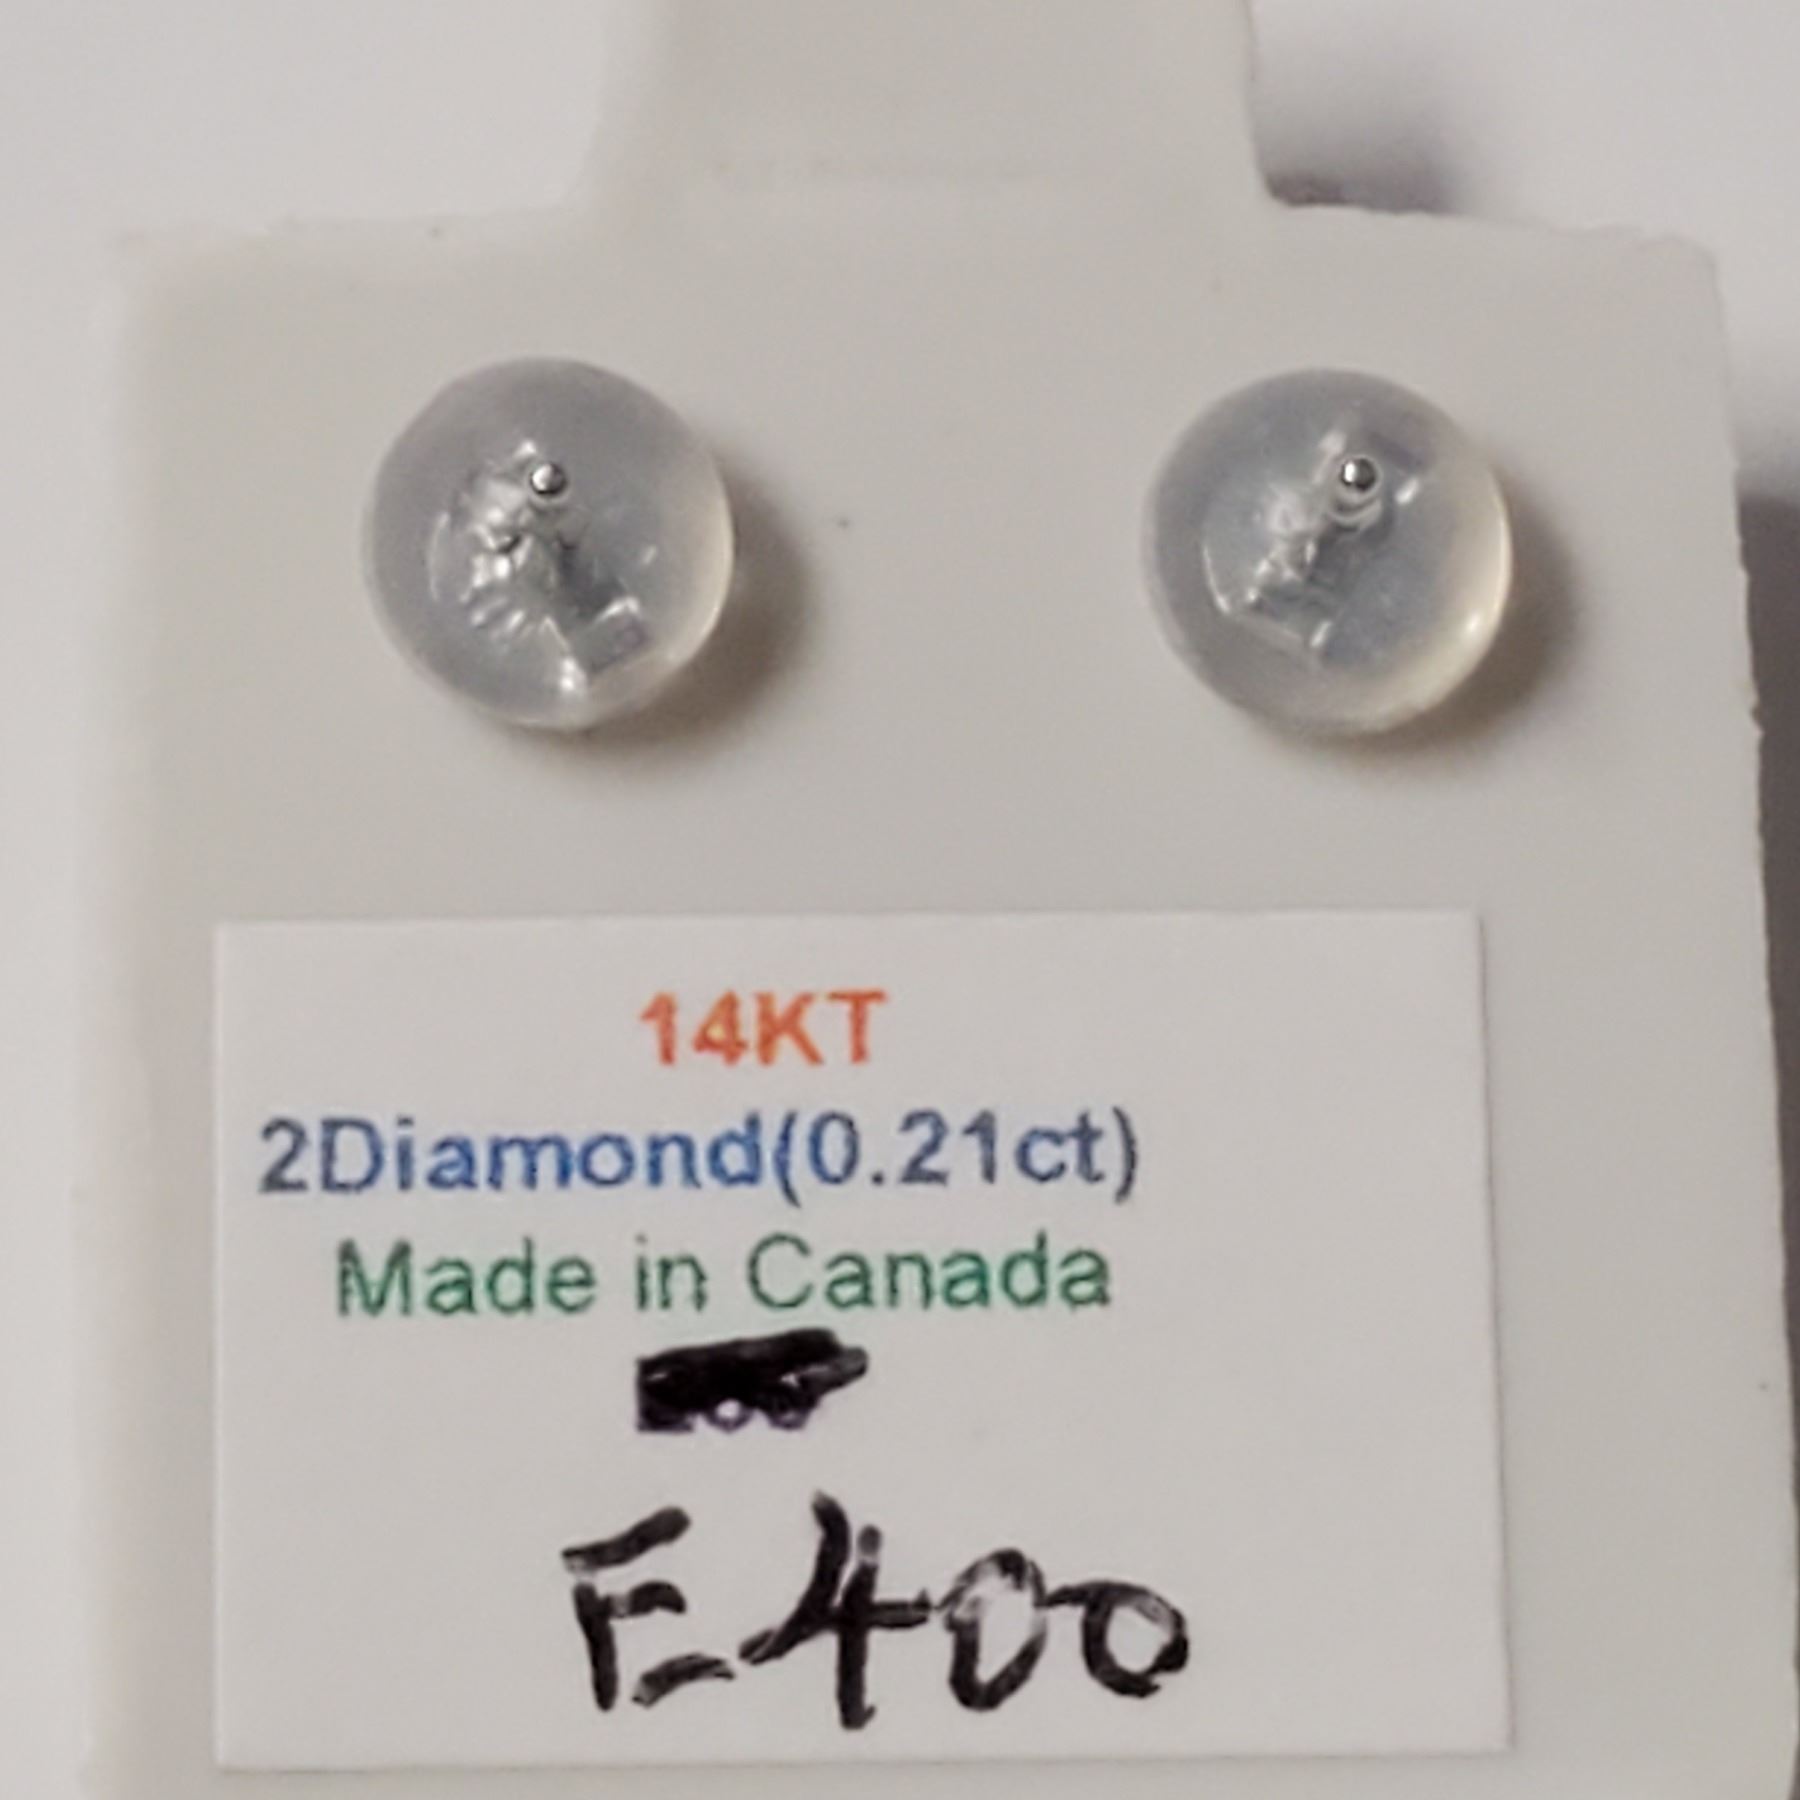 14KT
2Diamond(0.21ct)
Made in Canada
E400